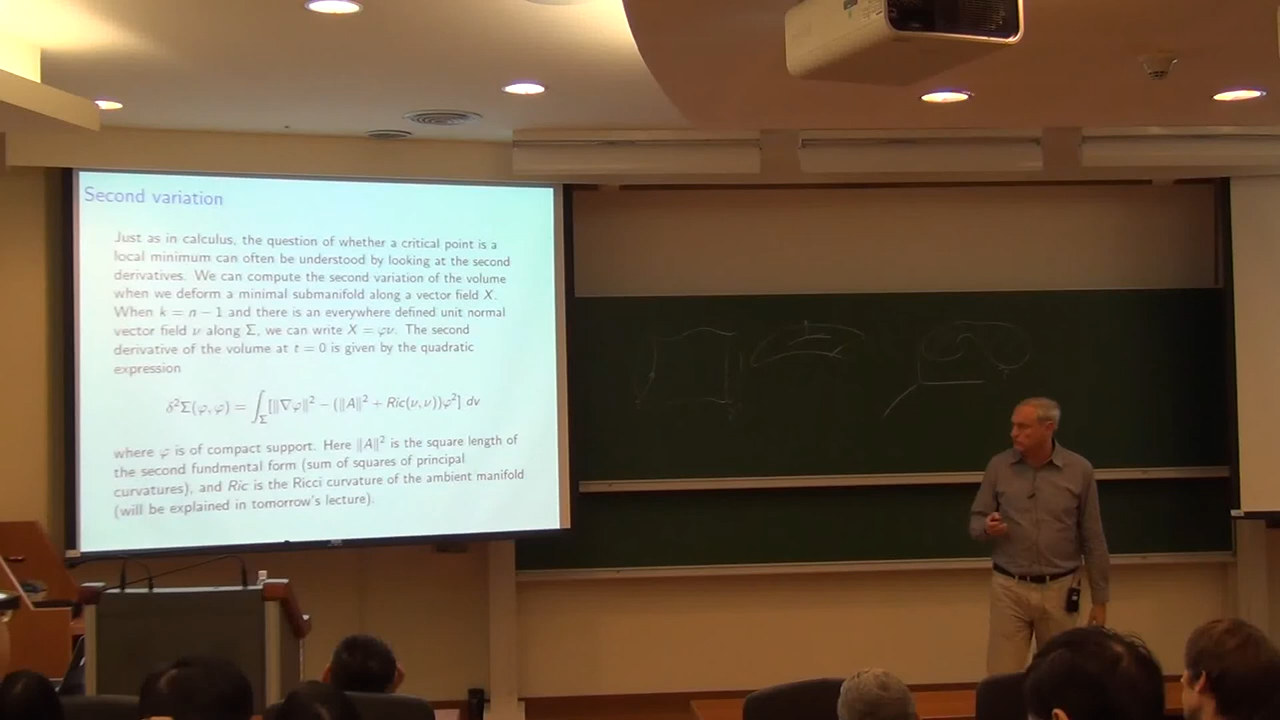 Second variation
Just as in calculus, the question of whether a critical point is a
local minimum can often be understood by looking at the second
derivatives. We can compute the second variation of the volume
when we deform a minimal submanifold along a vector field X.
When k = n − 1 and there is an everywhere defined unit normal
vector field ν along Σ, we can write X = φν. The second
derivative of the volume at t = 0 is given by the quadratic
expression
δ²Σ(φ, φ) = ∫_Σ [‖∇φ‖² − (‖A‖² + Ric(ν, ν))φ²] dv
where φ is of compact support. Here ‖A‖² is the square length of
the second fundmental form (sum of squares of principal
curvatures), and Ric is the Ricci curvature of the ambient manifold
(will be explained in tomorrow's lecture).